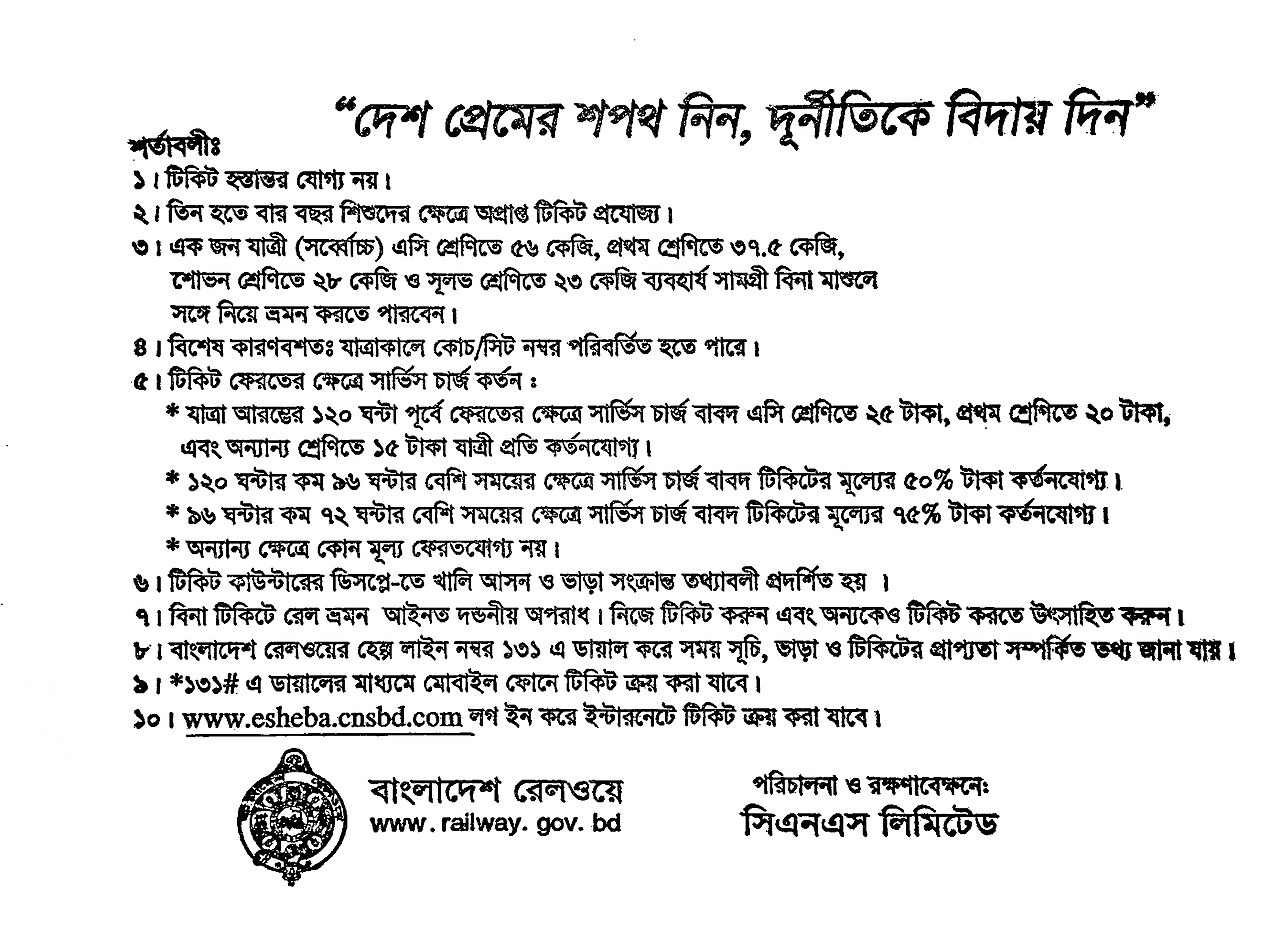 “দেশ প্রেমের শপথ নিন, দূর্নীতিকে বিদায় দিন”
শর্তাবলীঃ
১। টিকিট হস্তান্তর যোগ্য নয়।
২। তিন হতে বার বছর শিশুদের ক্ষেত্রে অপ্রাপ্ত টিকিট প্রযোজ্য।
৩। এক জন যাত্রী (সর্ব্বোচ্চ) এসি শ্রেণিতে ৫৬ কেজি, প্রথম শ্রেণিতে ৩৭.৫ কেজি,
শোভন শ্রেণিতে ২৮ কেজি ও সূলভ শ্রেণিতে ২৩ কেজি ব্যবহার্য সামগ্রী বিনা মাশুলে
সঙ্গে নিয়ে ভ্রমন করতে পারবেন।
৪। বিশেষ কারণবশতঃ যাত্রাকালে কোচ/সিট নম্বর পরিবর্তিত হতে পারে।
৫। টিকিট ফেরতের ক্ষেত্রে সার্ভিস চার্জ কর্তন :
* যাত্রা আরম্ভের ১২০ ঘন্টা পূর্বে ফেরতের ক্ষেত্রে সার্ভিস চার্জ বাবদ এসি শ্রেণিতে ২৫ টাকা, প্রথম শ্রেণিতে ২০ টাকা,
এবং অন্যান্য শ্রেণিতে ১৫ টাকা যাত্রী প্রতি কর্তনযোগ্য।
* ১২০ ঘন্টার কম ৯৬ ঘন্টার বেশি সময়ের ক্ষেত্রে সার্ভিস চার্জ বাবদ টিকিটের মূল্যের ৫০% টাকা কর্তনযোগ্য।
* ৯৬ ঘন্টার কম ৭২ ঘন্টার বেশি সময়ের ক্ষেত্রে সার্ভিস চার্জ বাবদ টিকিটের মূল্যের ৭৫% টাকা কর্তনযোগ্য।
* অন্যান্য ক্ষেত্রে কোন মূল্য ফেরতযোগ্য নয়।
৬। টিকিট কাউন্টারের ডিসপ্লে-তে খালি আসন ও ভাড়া সংক্রান্ত তথ্যাবলী প্রদর্শিত হয় ।
৭। বিনা টিকিটে রেল ভ্রমন আইনত দন্ডনীয় অপরাধ। নিজে টিকিট করুন এবং অন্যকেও টিকিট করতে উৎসাহিত করুন।
৮। বাংলাদেশ রেলওয়ের হেল্প লাইন নম্বর ১৩১ এ ডায়াল করে সময় সূচি, ভাড়া ও টিকিটের প্রাপ্যতা সম্পর্কিত তথ্য জানা যায়।
৯। *১৩১# এ ডায়ালের মাধ্যমে মোবাইল ফোনে টিকিট ক্রয় করা যাবে।
১০। www.esheba.cnsbd.com লগ ইন করে ইন্টারনেটে টিকিট ক্রয় করা যাবে।
বাংলাদেশ রেলওয়ে
www.railway.gov.bd
পরিচালনা ও রক্ষণাবেক্ষনেঃ
সিএনএস লিমিটেড